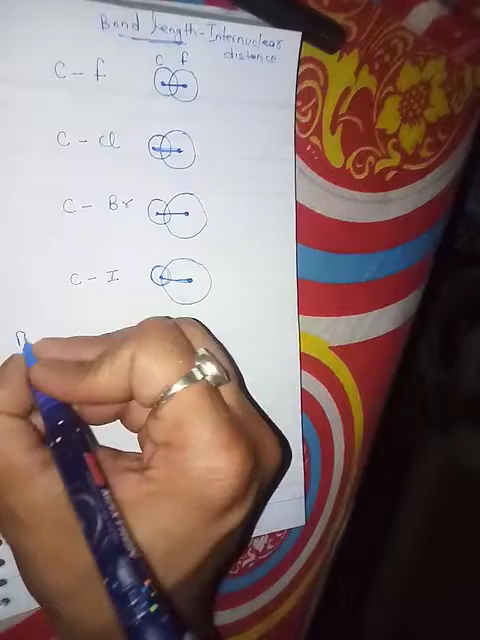 Bond length - Internuclear
distance
C F
C - F
C - Cl
C - Br
C - I